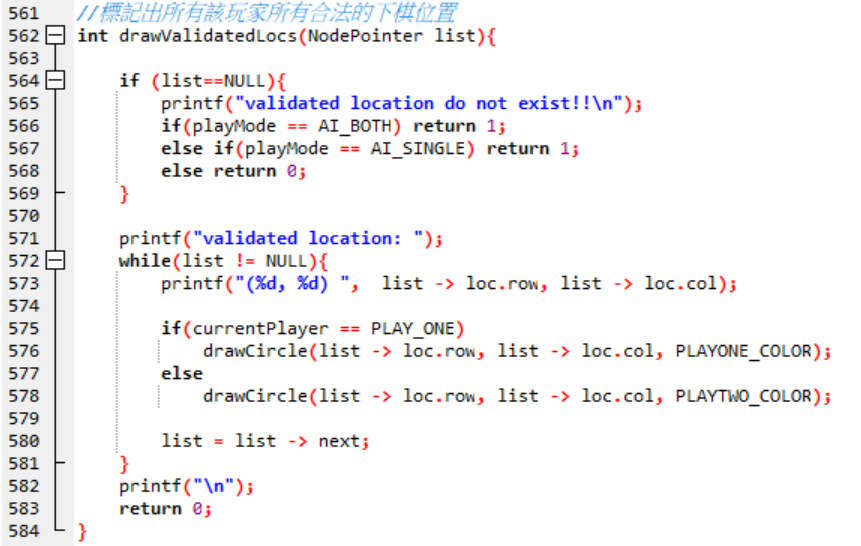 561 //標記出所有該玩家所有合法的下棋位置
562 int drawValidatedLocs(NodePointer list){
563
564 if (list==NULL){
565 printf("validated location do not exist!!\n");
566 if(playMode == AI_BOTH) return 1;
567 else if(playMode == AI_SINGLE) return 1;
568 else return 0;
569 }
570
571 printf("validated location: ");
572 while(list != NULL){
573 printf("(%d, %d) ",  list -> loc.row, list -> loc.col);
574
575 if(currentPlayer == PLAY_ONE)
576 drawCircle(list -> loc.row, list -> loc.col, PLAYONE_COLOR);
577 else
578 drawCircle(list -> loc.row, list -> loc.col, PLAYTWO_COLOR);
579
580 list = list -> next;
581 }
582 printf("\n");
583 return 0;
584 }